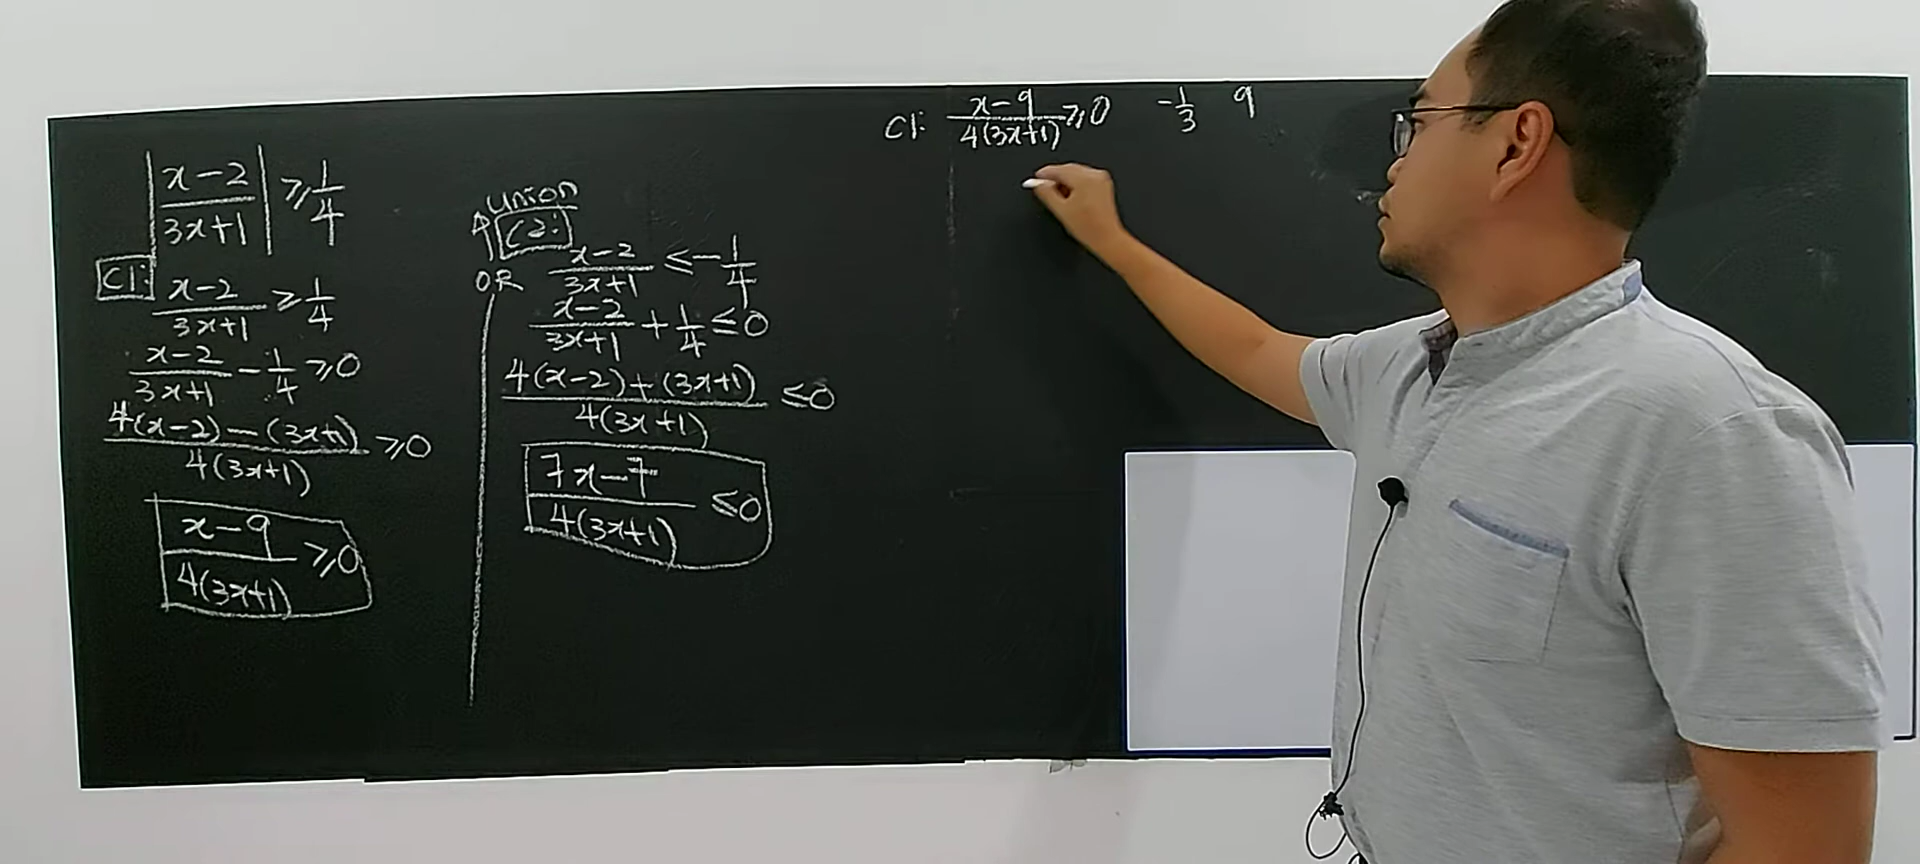 |x-2/3x+1| ≥ 1/4
C1:
x-2/3x+1 ≥ 1/4
x-2/3x+1 - 1/4 ≥ 0
4(x-2)-(3x+1)/4(3x+1) ≥ 0
x-9/4(3x+1) ≥ 0
union
OR
C2:
x-2/3x+1 ≤ -1/4
x-2/3x+1 + 1/4 ≤ 0
4(x-2)+(3x+1)/4(3x+1) ≤ 0
7x-7/4(3x+1) ≤ 0
C1: x-9/4(3x+1) ≥ 0 -1/3 9